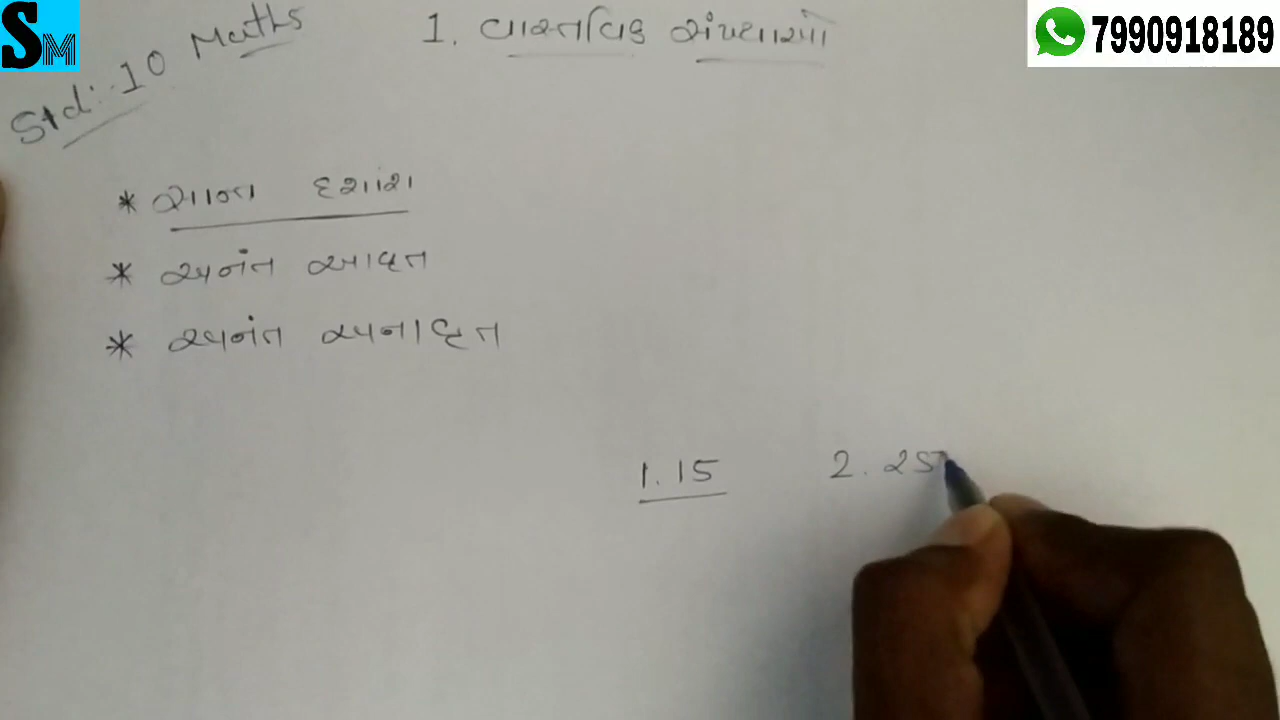 SM
Std:-10 Maths
1. વાસ્તવિક સંખ્યાઓ
7990918189
* સાન્ત દશાંશ
* અનંત આવૃત
* અનંત અનાવૃત
1.15 2.25